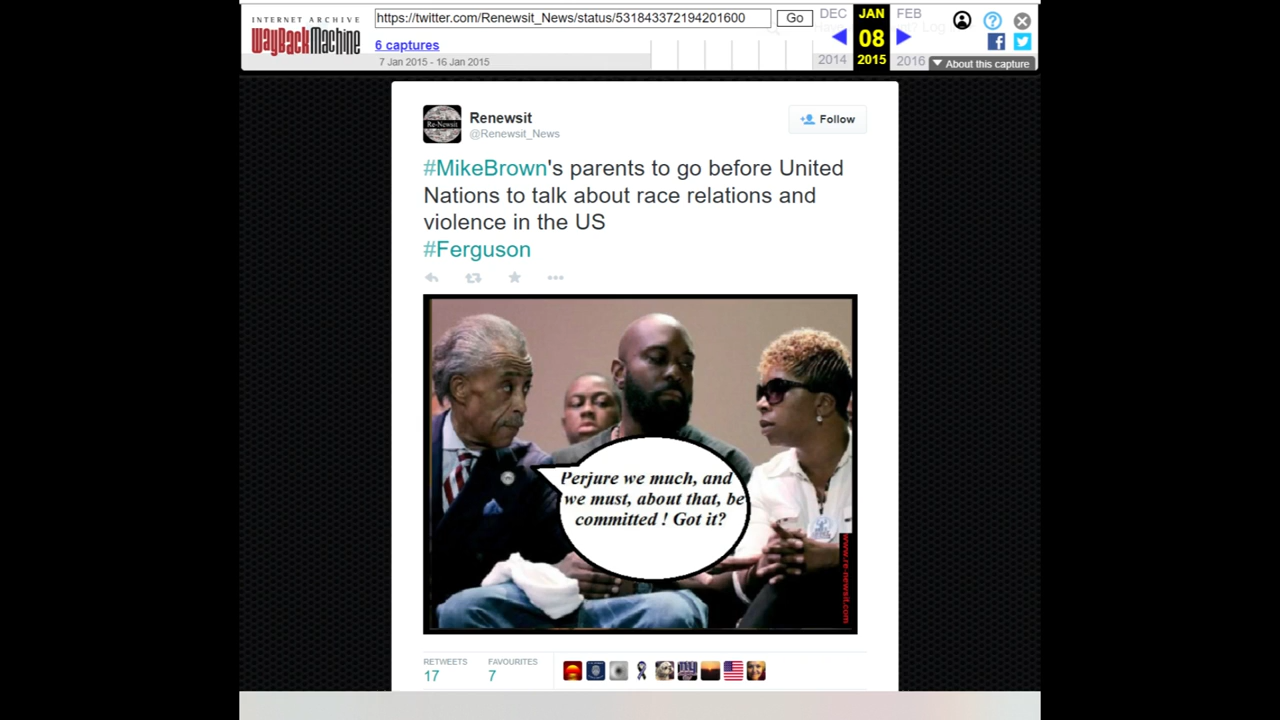 INTERNET ARCHIVE
WayBackMachine
https://twitter.com/Renewsit_News/status/531843372194201600
Go
DEC
JAN
FEB
6 captures
08
7 Jan 2015 - 16 Jan 2015
2014
2015
2016
About this capture
Re-Newsit
Renewsit
@Renewsit_News
Follow
#MikeBrown's parents to go before United
Nations to talk about race relations and
violence in the US
#Ferguson
Perjure we much, and
we must, about that, be
committed ! Got it?
www.re-newsit.com
RETWEETS
FAVOURITES
17
7